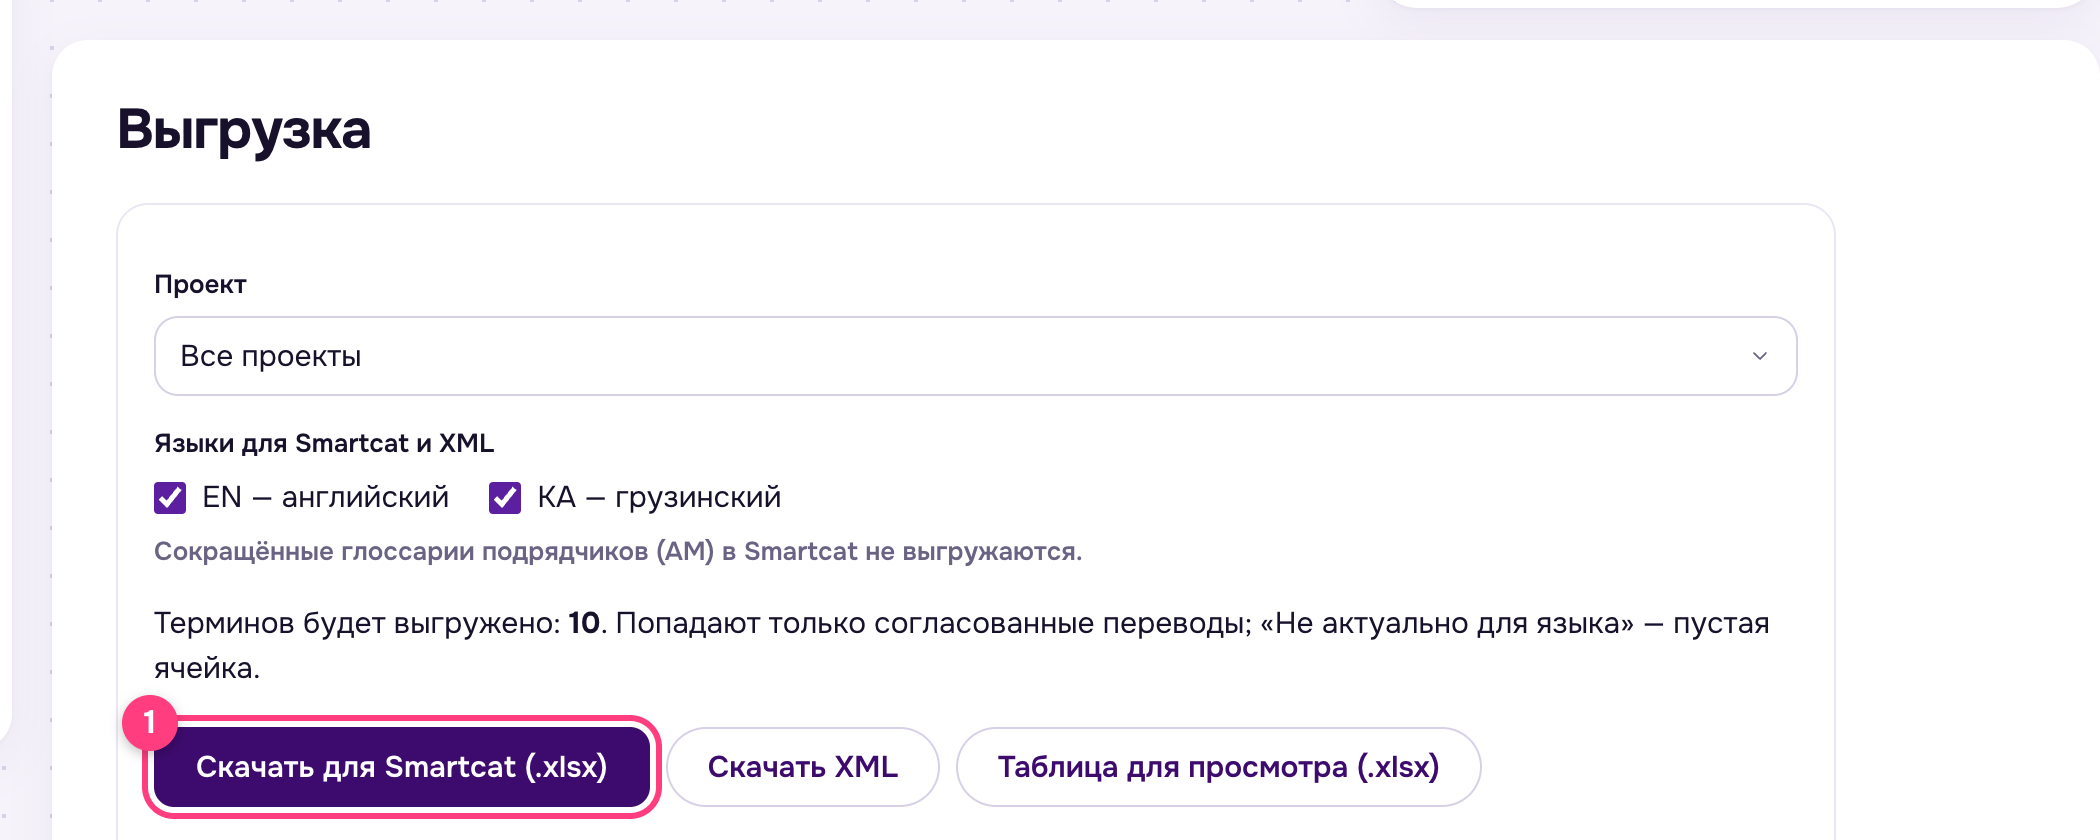 Выгрузка
Проект
Все проекты
Языки для Smartcat и XML
EN — английский KA — грузинский
Сокращённые глоссарии подрядчиков (AM) в Smartcat не выгружаются.
Терминов будет выгружено: 10. Попадают только согласованные переводы; «Не актуально для языка» — пустая
ячейка.
1
Скачать для Smartcat (.xlsx) Скачать XML Таблица для просмотра (.xlsx)